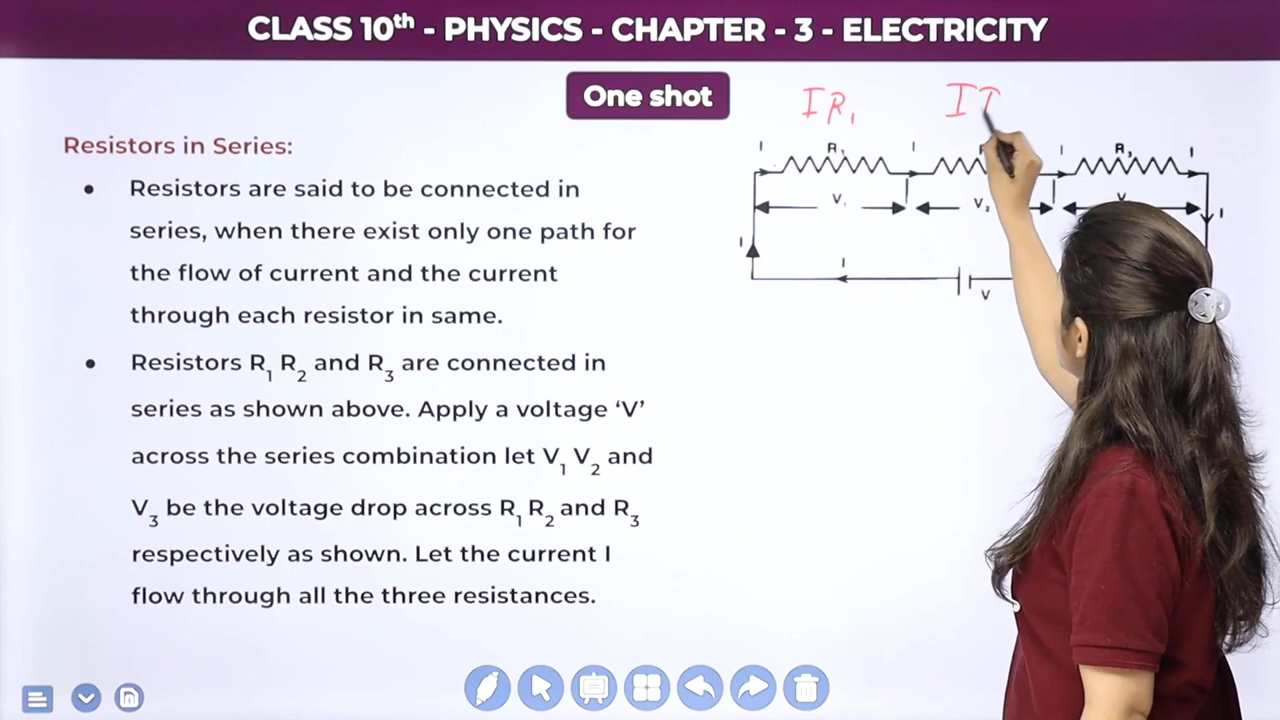 CLASS 10th - PHYSICS - CHAPTER - 3 - ELECTRICITY
One shot
IR1
I
Resistors in Series:
• Resistors are said to be connected in
series, when there exist only one path for
the flow of current and the current
through each resistor in same.
• Resistors R1 R2 and R3 are connected in
series as shown above. Apply a voltage ‘V’
across the series combination let V1 V2 and
V3 be the voltage drop across R1 R2 and R3
respectively as shown. Let the current I
flow through all the three resistances.
I R1 I I R3 I
V1 V2
I I
I V